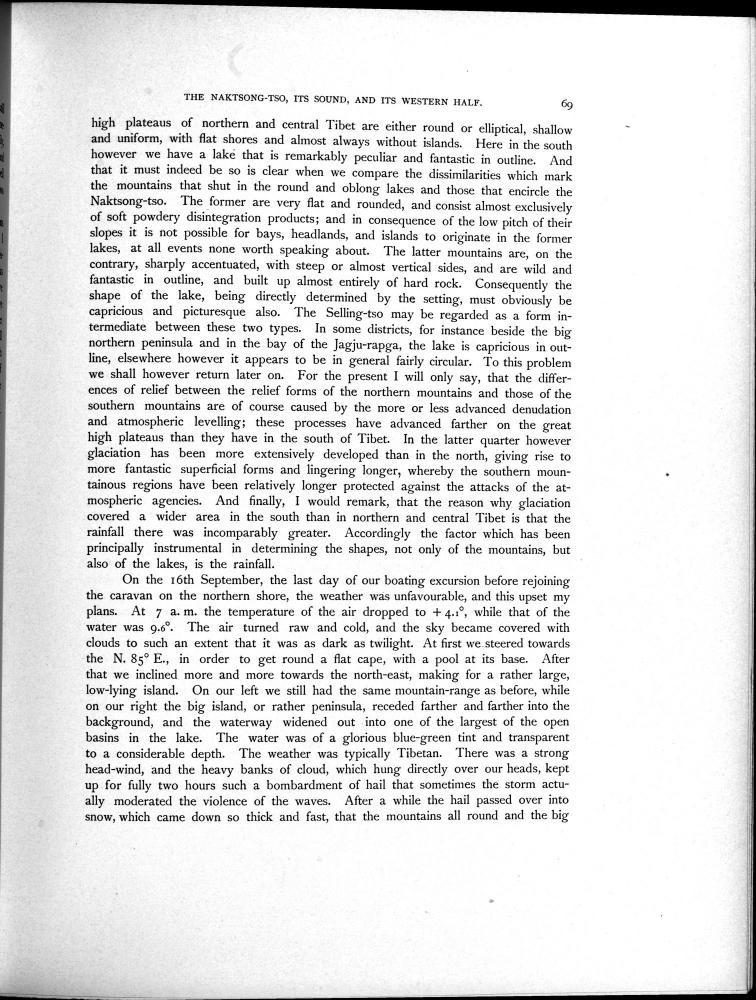 THE NAKTSONG-TSO, ITS SOUND, AND ITS WESTERN HALF. 69
high plateaus of northern and central Tibet are either round or elliptical, shallow
and uniform, with flat shores and almost always without islands. Here in the south
however we have a lake that is remarkably peculiar and fantastic in outline. And
that it must indeed be so is clear when we compare the dissimilarities which mark
the mountains that shut in the round and oblong lakes and those that encircle the
Naktsong-tso. The former are very flat and rounded, and consist almost exclusively
of soft powdery disintegration products; and in consequence of the low pitch of their
slopes it is not possible for bays, headlands, and islands to originate in the former
lakes, at all events none worth speaking about. The latter mountains are, on the
contrary, sharply accentuated, with steep or almost vertical sides, and are wild and
fantastic in outline, and built up almost entirely of hard rock. Consequently the
shape of the lake, being directly determined by the setting, must obviously be
capricious and picturesque also. The Selling-tso may be regarded as a form in-
termediate between these two types. In some districts, for instance beside the big
northern peninsula and in the bay of the Jagju-rapga, the lake is capricious in out-
line, elsewhere however it appears to be in general fairly circular. To this problem
we shall however return later on. For the present I will only say, that the differ-
ences of relief between the relief forms of the northern mountains and those of the
southern mountains are of course caused by the more or less advanced denudation
and atmospheric levelling; these processes have advanced farther on the great
high plateaus than they have in the south of Tibet. In the latter quarter however
glaciation has been more extensively developed than in the north, giving rise to
more fantastic superficial forms and lingering longer, whereby the southern moun-
tainous regions have been relatively longer protected against the attacks of the at-
mospheric agencies. And finally, I would remark, that the reason why glaciation
covered a wider area in the south than in northern and central Tibet is that the
rainfall there was incomparably greater. Accordingly the factor which has been
principally instrumental in determining the shapes, not only of the mountains, but
also of the lakes, is the rainfall.
On the 16th September, the last day of our boating excursion before rejoining
the caravan on the northern shore, the weather was unfavourable, and this upset my
plans. At 7 a. m. the temperature of the air dropped to + 4.1°, while that of the
water was 9.6°. The air turned raw and cold, and the sky became covered with
clouds to such an extent that it was as dark as twilight. At first we steered towards
the N. 85° E., in order to get round a flat cape, with a pool at its base. After
that we inclined more and more towards the north-east, making for a rather large,
low-lying island. On our left we still had the same mountain-range as before, while
on our right the big island, or rather peninsula, receded farther and farther into the
background, and the waterway widened out into one of the largest of the open
basins in the lake. The water was of a glorious blue-green tint and transparent
to a considerable depth. The weather was typically Tibetan. There was a strong
head-wind, and the heavy banks of cloud, which hung directly over our heads, kept
up for fully two hours such a bombardment of hail that sometimes the storm actu-
ally moderated the violence of the waves. After a while the hail passed over into
snow, which came down so thick and fast, that the mountains all round and the big